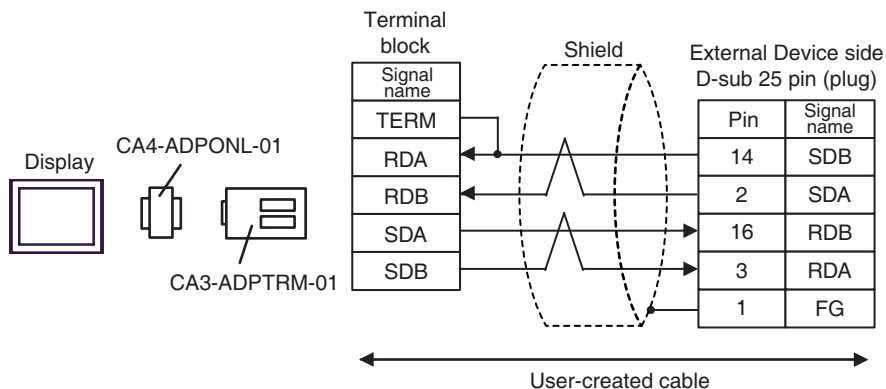 Terminal
block
Shield
External Device side
D-sub 25 pin (plug)
Signal
name
TERM
RDA
RDB
SDA
SDB
Pin
Signal
name
14 SDB
2 SDA
16 RDB
3 RDA
1 FG
Display
CA4-ADPONL-01
CA3-ADPTRM-01
User-created cable